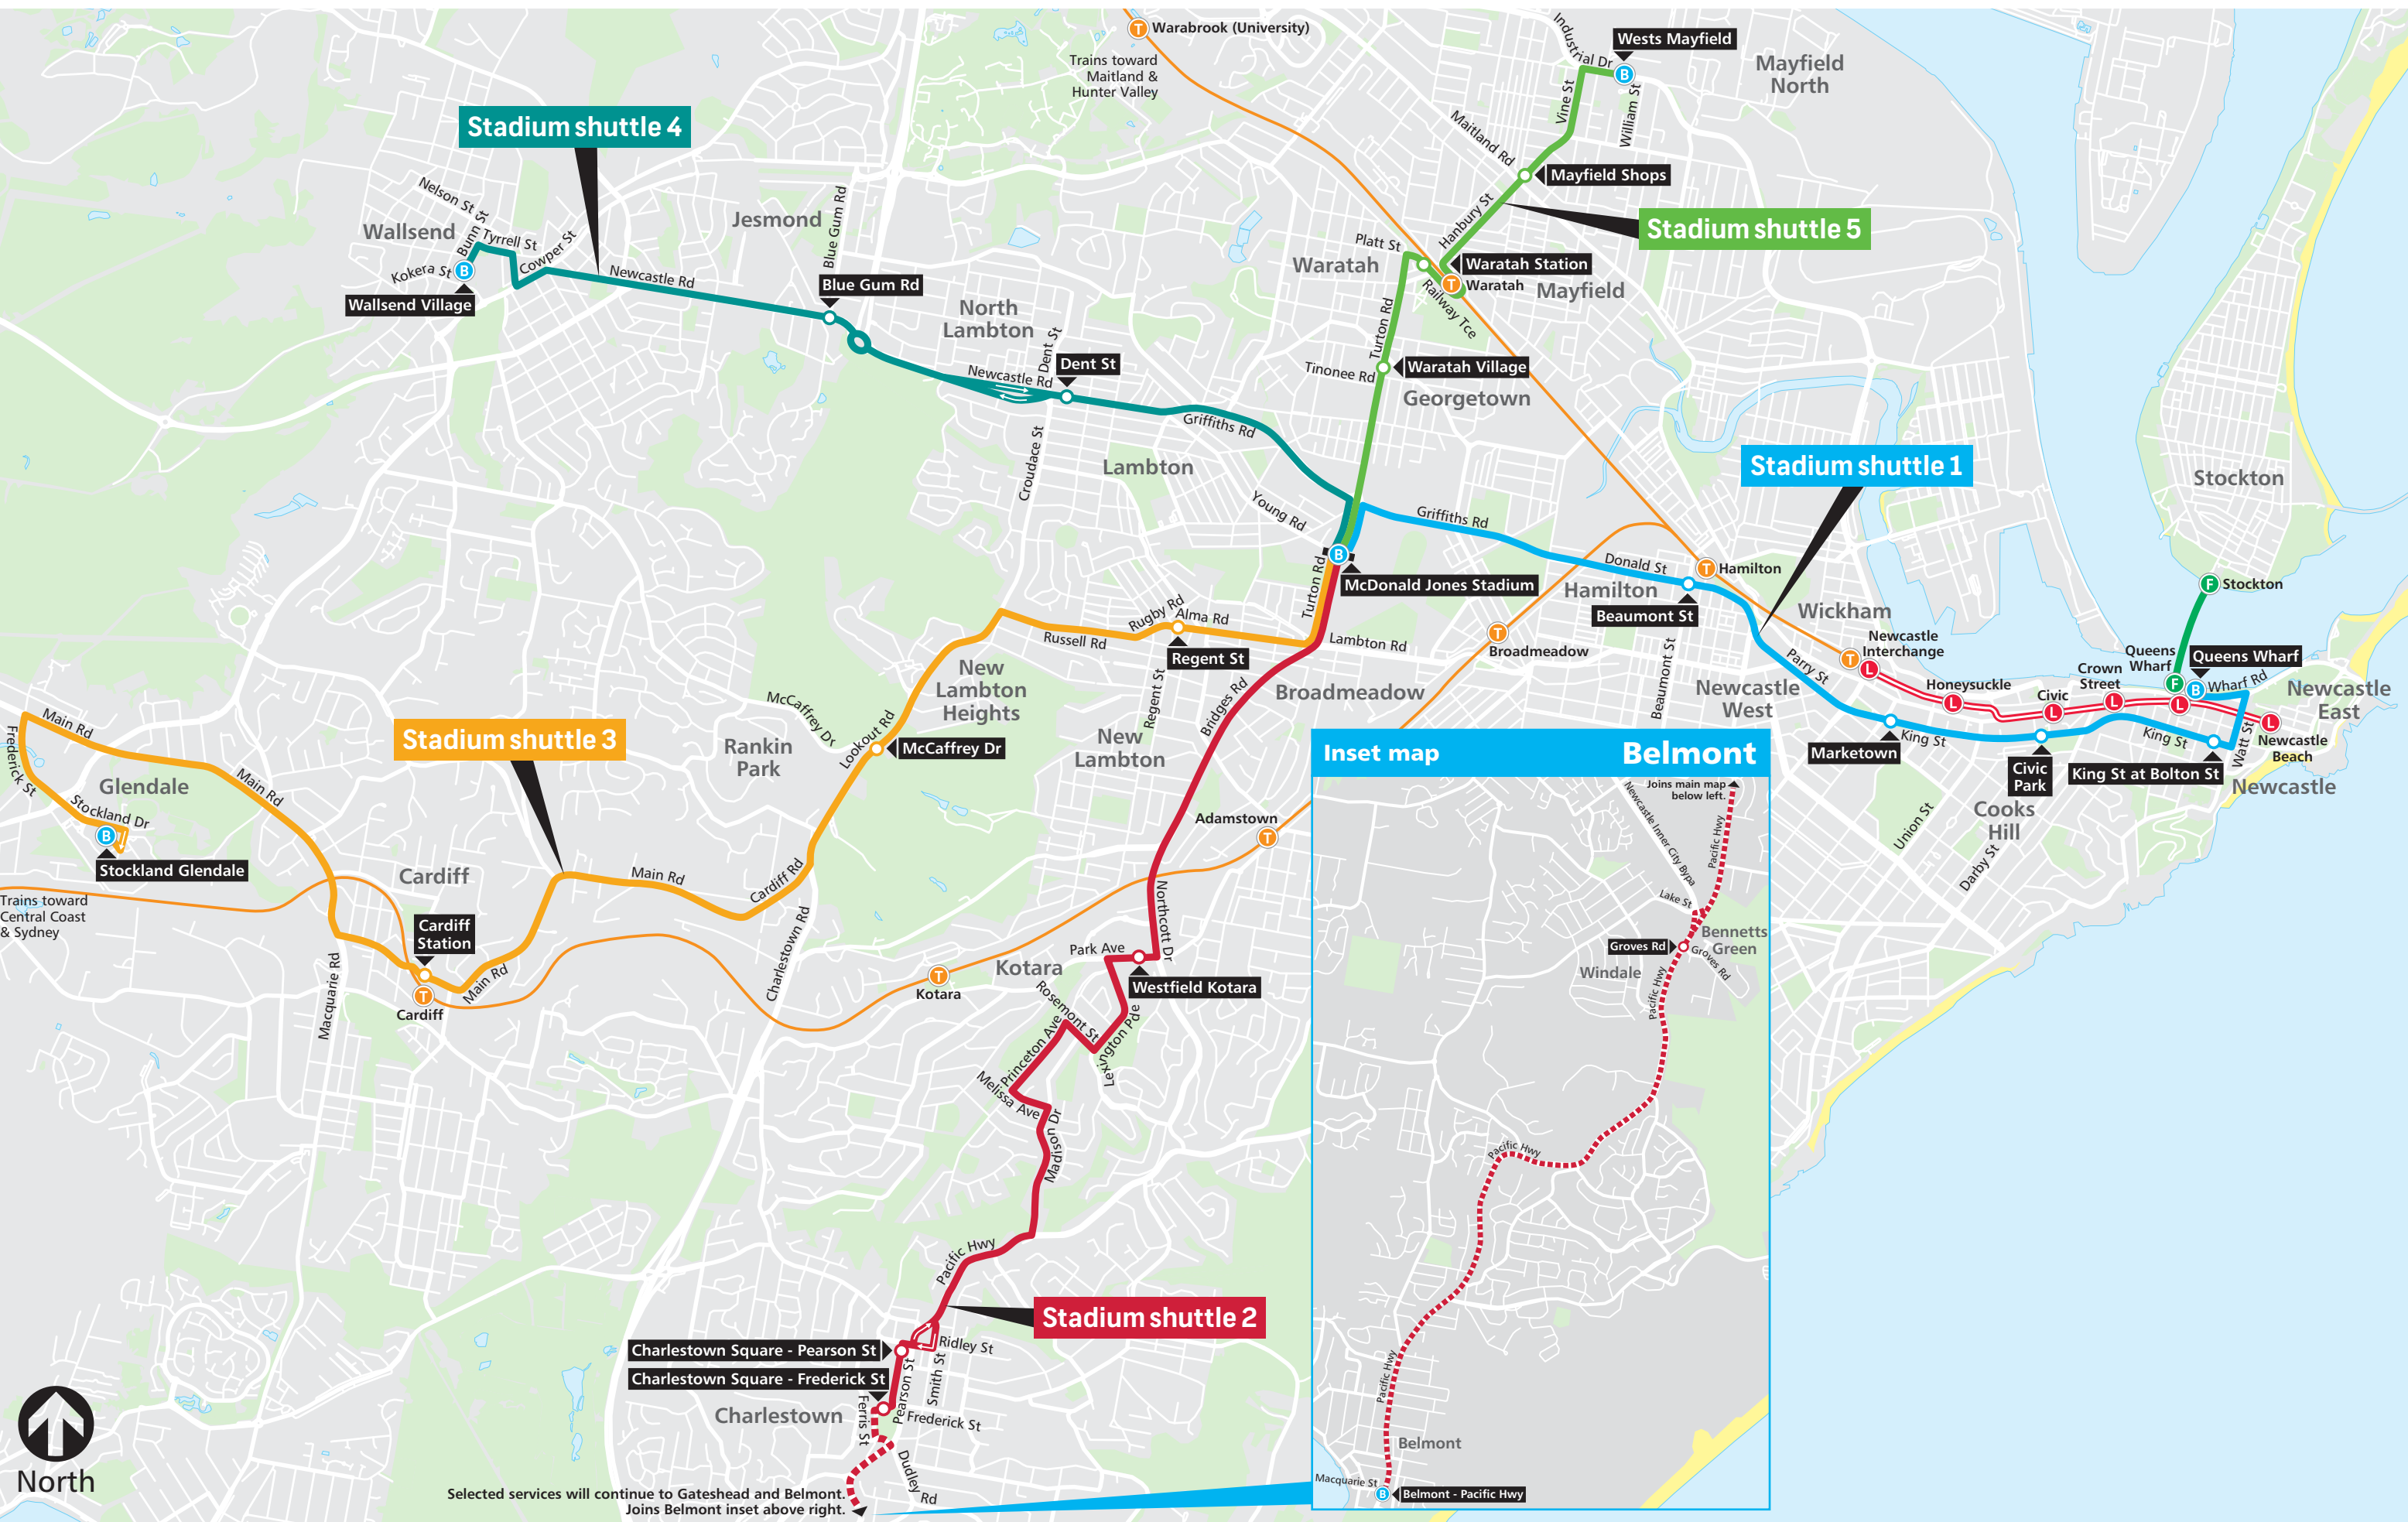 Warabrook (University)
Trains toward
Maitland &
Hunter Valley
Industrial Dr
Wests Mayfield
B
Mayfield
North
Vine St
William St
Maitland Rd
Mayfield Shops
Hanbury St
Stadium shuttle 5
Platt St
Waratah
Waratah Station
T
Waratah
Mayfield
Railway Tce
Turton Rd
Tinonee Rd
Waratah Village
Georgetown
Stadium shuttle 4
Nelson St
Wallsend
Bunn St
Tyrrell St
Cowper St
Kokera St
B
Wallsend Village
Newcastle Rd
Jesmond
Blue Gum Rd
Blue Gum Rd
North
Lambton
Dent St
Dent St
Newcastle Rd
Griffiths Rd
Croudace St
Lambton
Young Rd
Stadium shuttle 1
Griffiths Rd
B
McDonald Jones Stadium
Turton Rd
Donald St
Hamilton
T
Hamilton
Beaumont St
Beaumont St
Wickham
Stockton
F
Stockton
Newcastle
Interchange
T
L
Parry St
Honeysuckle
L
Civic
L
Crown
Street
L
Queens
Wharf
F
L
Queens Wharf
B
Wharf Rd
Newcastle
East
L
Newcastle
Beach
Watt St
Newcastle
West
Marketown
King St
Civic
Park
King St
King St at Bolton St
Newcastle
Cooks
Hill
Union St
Darby St
T
Broadmeadow
Lambton Rd
Broadmeadow
Rugby Rd
Alma Rd
Russell Rd
Regent St
Regent St
New
Lambton
Heights
New
Lambton
Bridges Rd
McCaffrey Dr
Lookout Rd
McCaffrey Dr
Rankin
Park
Stadium shuttle 3
Main Rd
Frederick St
Glendale
Main Rd
Stockland Dr
B
Stockland Glendale
Trains toward
Central Coast
& Sydney
Cardiff
Cardiff
Station
T
Cardiff
Main Rd
Main Rd
Cardiff Rd
Macquarie Rd
Charlestown Rd
T
Kotara
Adamstown
T
Northcott Dr
Park Ave
Kotara
Westfield Kotara
Rosemont St
Lexington Pde
Princeton Ave
Melissa Ave
Madison Dr
Pacific Hwy
Stadium shuttle 2
Charlestown Square - Pearson St
Ridley St
Charlestown Square - Frederick St
Pearson St
Smith St
Ferris St
Frederick St
Charlestown
Dudley Rd
Selected services will continue to Gateshead and Belmont.
Joins Belmont inset above right.
North
Inset map
Belmont
Joins main map
below left.
Newcastle Inner City Bypa
Pacific Hwy
Lake St
Bennetts
Green
Groves Rd
Groves Rd
Windale
Pacific Hwy
Pacific Hwy
Pacific Hwy
Belmont
Macquarie St
B
Belmont - Pacific Hwy